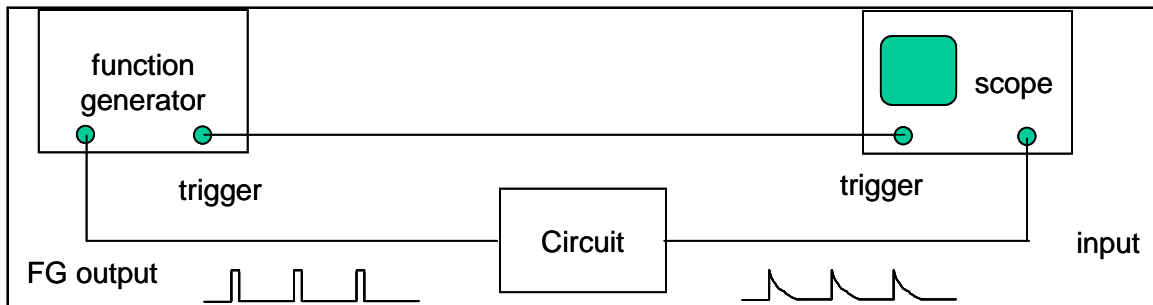 function
generator
scope
trigger
trigger
Circuit
input
FG output